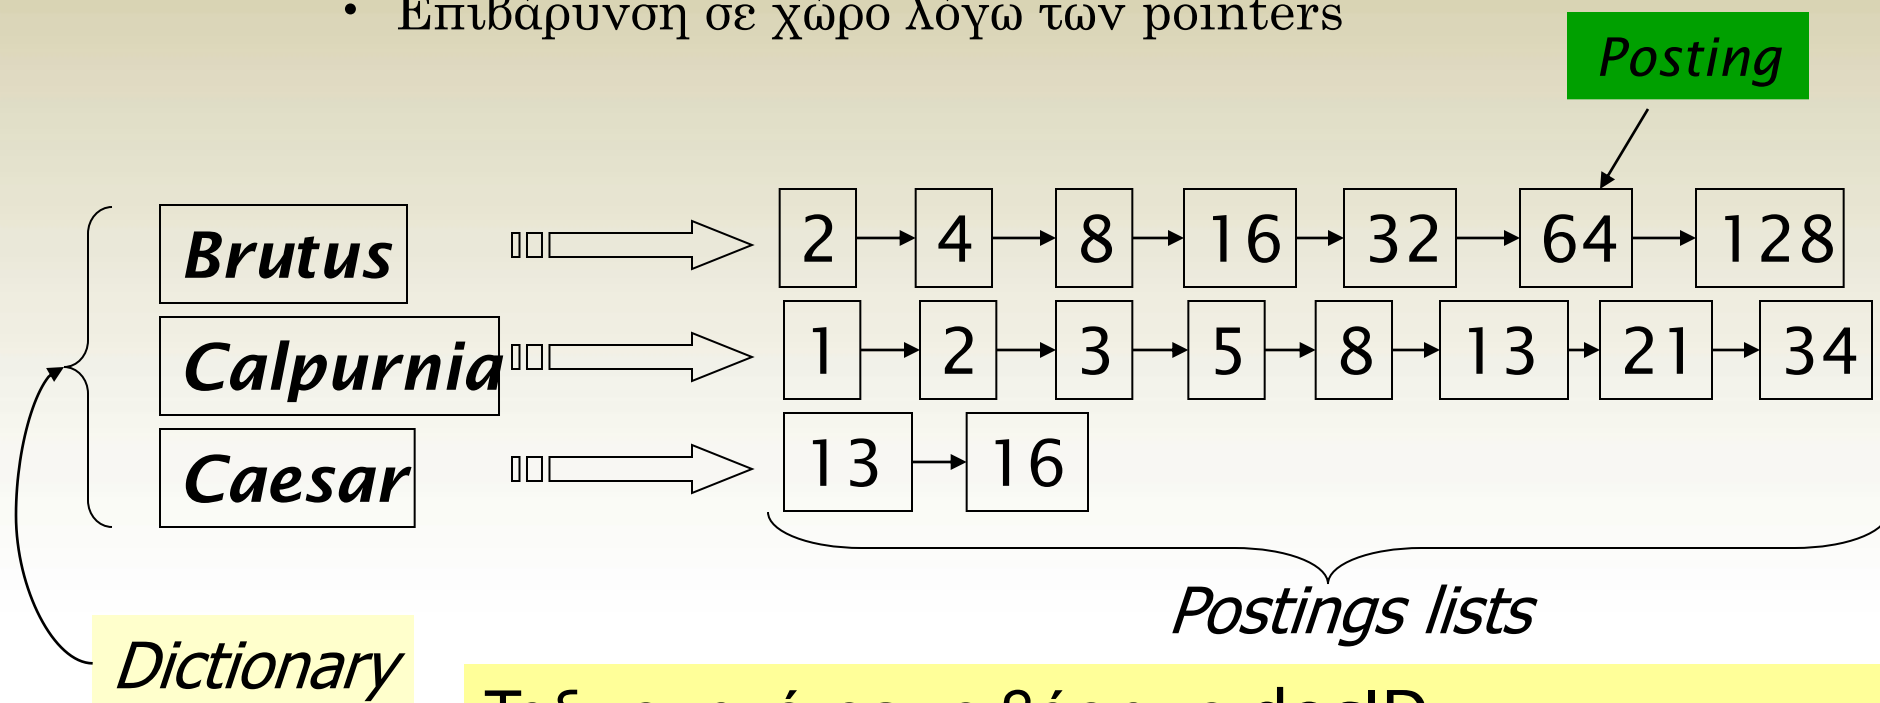 • Επιβάρυνση σε χώρο λόγω των pointers
Posting
Brutus 2 4 8 16 32 64 128
Calpurnia 1 2 3 5 8 13 21 34
Caesar 13 16
Postings lists
Dictionary
docID